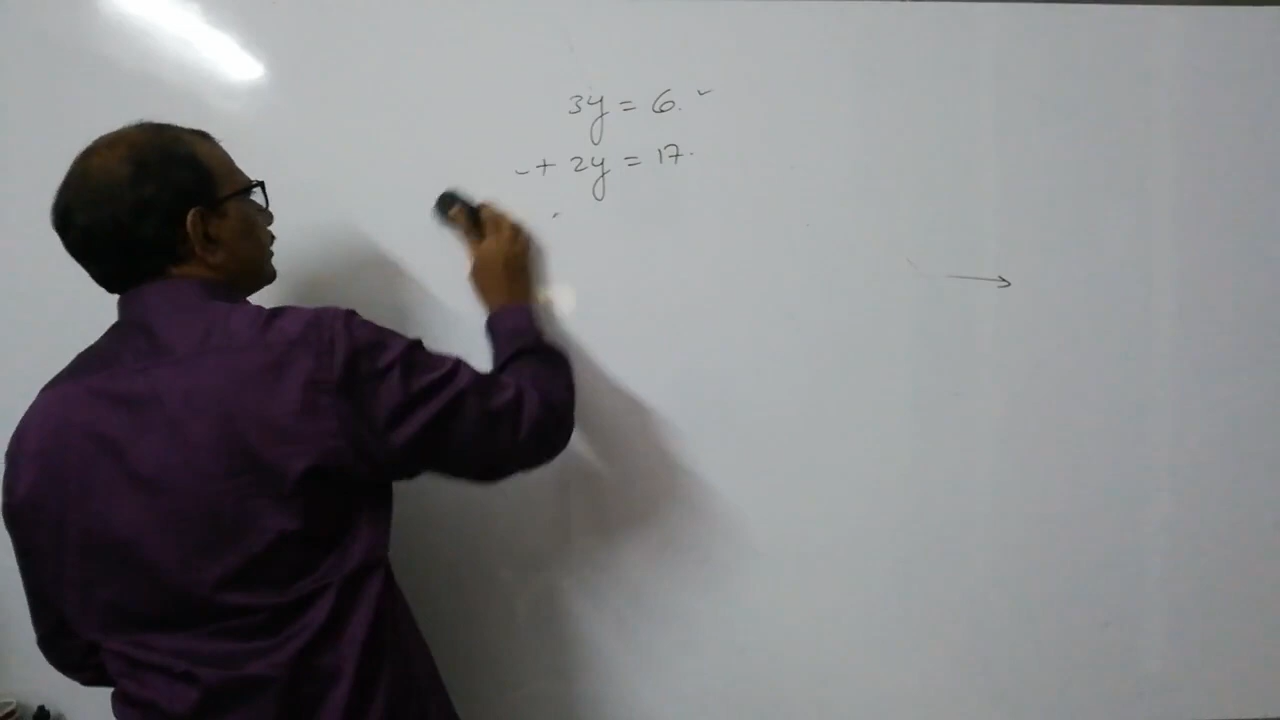 3y = 6.
+ 2y = 17.